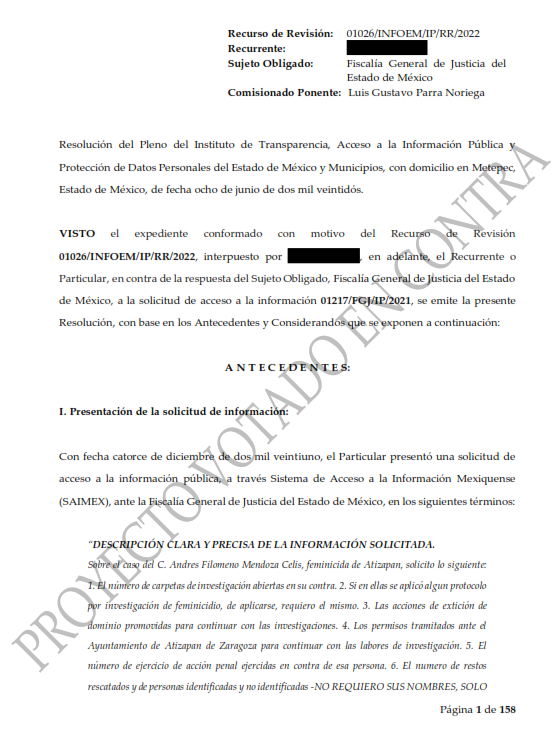 Recurso de Revisión: 01026/INFOEM/IP/RR/2022
Recurrente:
Sujeto Obligado: Fiscalía General de Justicia del
Estado de México
Comisionado Ponente: Luis Gustavo Parra Noriega
Resolución del Pleno del Instituto de Transparencia, Acceso a la Información Pública y
Protección de Datos Personales del Estado de México y Municipios, con domicilio en Metepec,
Estado de México, de fecha ocho de junio de dos mil veintidós.
VISTO el expediente conformado con motivo del Recurso de Revisión
01026/INFOEM/IP/RR/2022, interpuesto por , en adelante, el Recurrente o
Particular, en contra de la respuesta del Sujeto Obligado, Fiscalía General de Justicia del Estado
de México, a la solicitud de acceso a la información 01217/FGJ/IP/2021, se emite la presente
Resolución, con base en los Antecedentes y Considerandos que se exponen a continuación:
A N T E C E D E N T E S:
I. Presentación de la solicitud de información:
Con fecha catorce de diciembre de dos mil veintiuno, el Particular presentó una solicitud de
acceso a la información pública, a través Sistema de Acceso a la Información Mexiquense
(SAIMEX), ante la Fiscalía General de Justicia del Estado de México, en los siguientes términos:
“DESCRIPCIÓN CLARA Y PRECISA DE LA INFORMACIÓN SOLICITADA.
Sobre el caso del C. Andres Filomeno Mendoza Celis, feminicida de Atizapan, solicito lo siguiente:
1. El número de carpetas de investigación abiertas en su contra. 2. Si en ellas se aplicó algun protocolo
por investigación de feminicidio, de aplicarse, requiero el mismo. 3. Las acciones de extición de
dominio promovidas para continuar con las investigaciones. 4. Los permisos tramitados ante el
Ayuntamiento de Atizapan de Zaragoza para continuar con las labores de investigación. 5. El
número de ejercicio de acción penal ejercidas en contra de esa persona. 6. El numero de restos
rescatados y de personas identificadas y no identificadas -NO REQUIERO SUS NOMBRES, SOLO
Página 1 de 158
PROYECTO VOTADO EN CONTRA